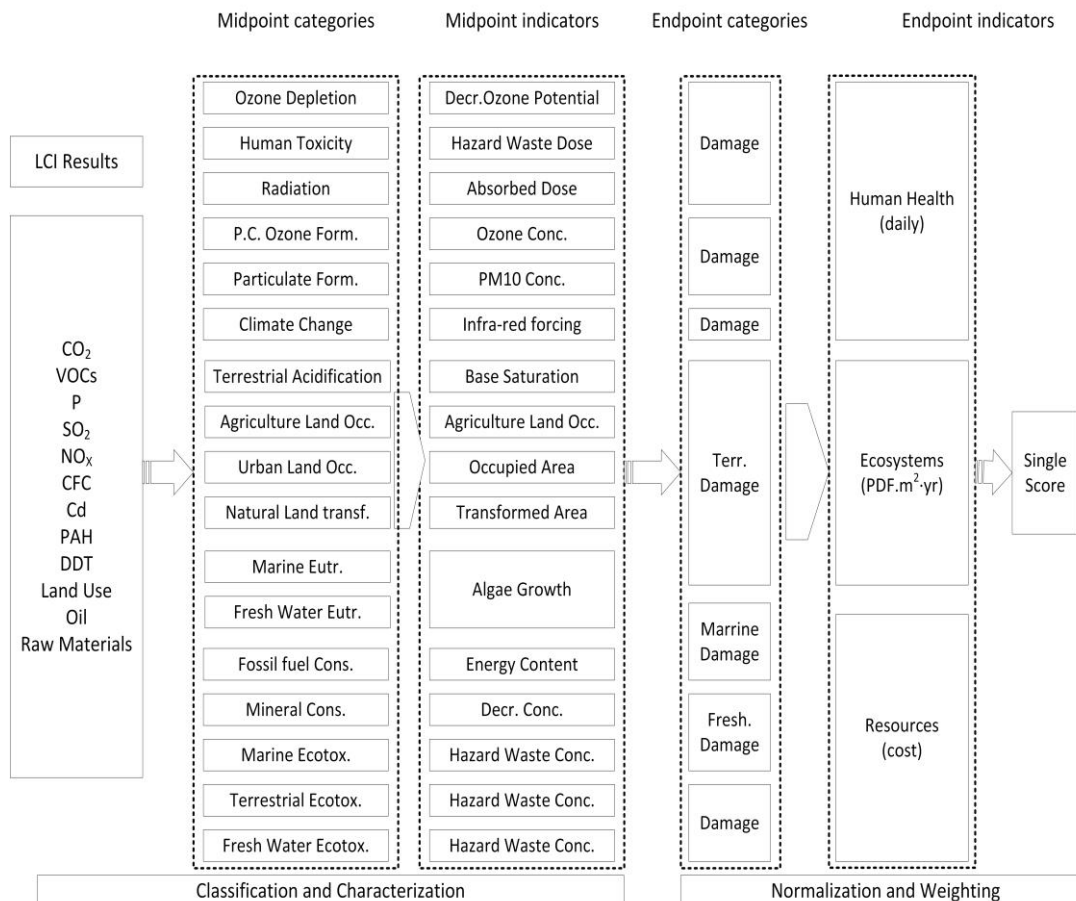 Midpoint categories
Midpoint indicators
Endpoint categories
Endpoint indicators
LCI Results
CO₂
VOCs
P
SO₂
NOₓ
CFC
Cd
PAH
DDT
Land Use
Oil
Raw Materials
Ozone Depletion
Human Toxicity
Radiation
P.C. Ozone Form.
Particulate Form.
Climate Change
Terrestrial Acidification
Agriculture Land Occ.
Urban Land Occ.
Natural Land transf.
Marine Eutr.
Fresh Water Eutr.
Fossil fuel Cons.
Mineral Cons.
Marine Ecotox.
Terrestrial Ecotox.
Fresh Water Ecotox.
Decr.Ozone Potential
Hazard Waste Dose
Absorbed Dose
Ozone Conc.
PM10 Conc.
Infra-red forcing
Base Saturation
Agriculture Land Occ.
Occupied Area
Transformed Area
Algae Growth
Energy Content
Decr. Conc.
Hazard Waste Conc.
Hazard Waste Conc.
Hazard Waste Conc.
Damage
Damage
Damage
Terr.
Damage
Marrine
Damage
Fresh.
Damage
Damage
Human Health
(daily)
Ecosystems
(PDF.m²·yr)
Resources
(cost)
Single
Score
Classification and Characterization
Normalization and Weighting